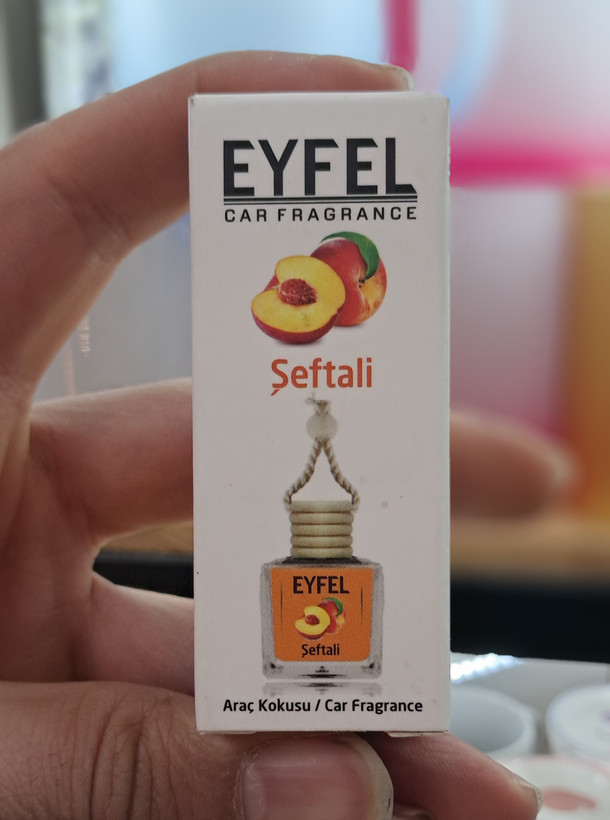 EYFEL
CAR FRAGRANCE
Şeftali
EYFEL
Şeftali
Araç Kokusu / Car Fragrance